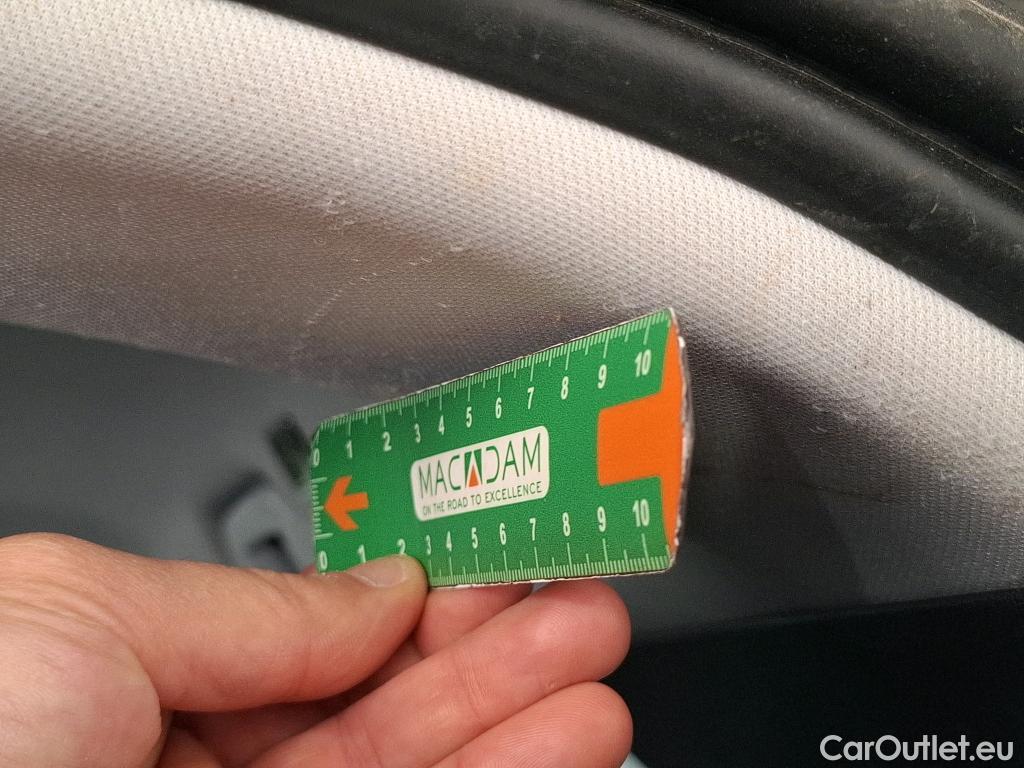 0 1 2 3 4 5 6 7 8 9 10
MACADAM
ON THE ROAD TO EXCELLENCE
0 1 2 3 4 5 6 7 8 9 10
CarOutlet.eu